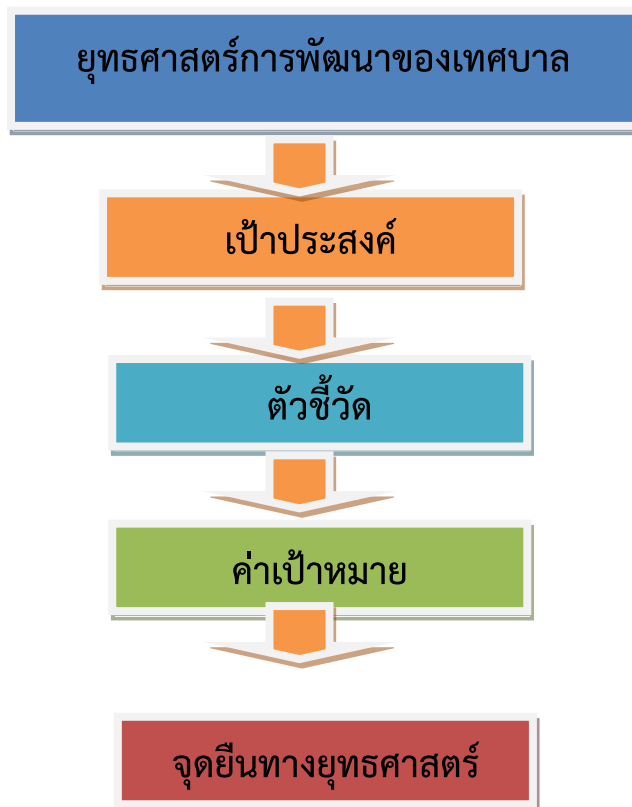 ยุทธศาสตร์การพัฒนาของเทศบาล
เป้าประสงค์
ตัวชี้วัด
ค่าเป้าหมาย
จุดยืนทางยุทธศาสตร์